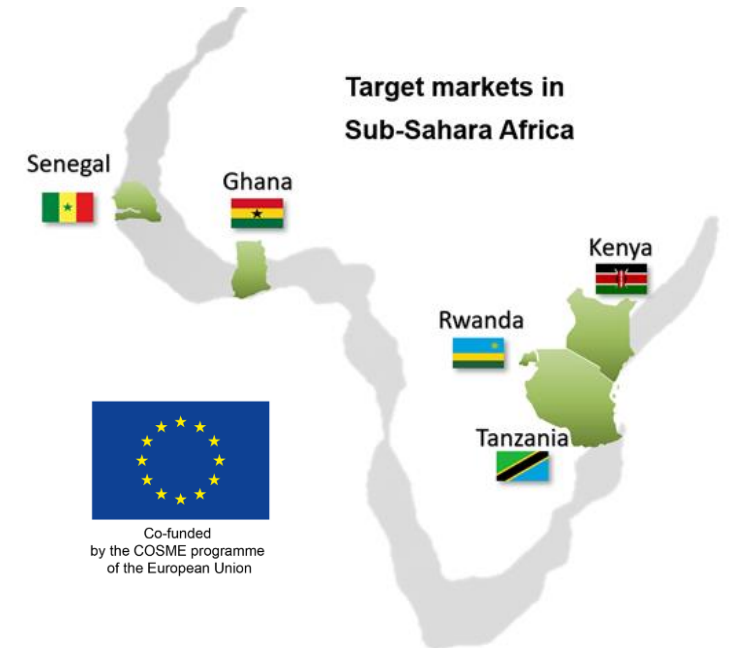 Target markets in
Sub-Sahara Africa
Senegal
Ghana
Kenya
Rwanda
Tanzania
Co-funded
by the COSME programme
of the European Union